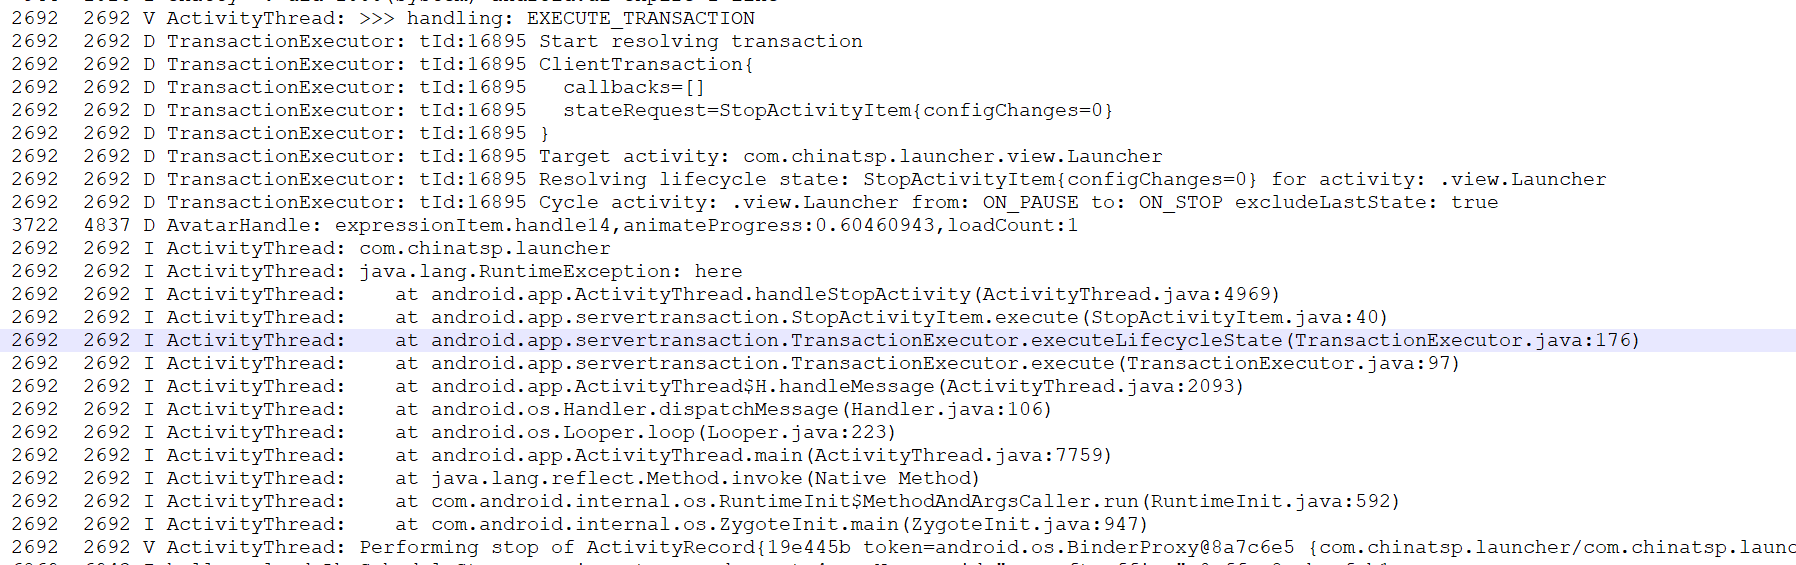 2692  2692 V ActivityThread: >>> handling: EXECUTE_TRANSACTION
2692  2692 D TransactionExecutor: tId:16895 Start resolving transaction
2692  2692 D TransactionExecutor: tId:16895 ClientTransaction{
2692  2692 D TransactionExecutor: tId:16895   callbacks=[]
2692  2692 D TransactionExecutor: tId:16895   stateRequest=StopActivityItem{configChanges=0}
2692  2692 D TransactionExecutor: tId:16895 }
2692  2692 D TransactionExecutor: tId:16895 Target activity: com.chinatsp.launcher.view.Launcher
2692  2692 D TransactionExecutor: tId:16895 Resolving lifecycle state: StopActivityItem{configChanges=0} for activity: .view.Launcher
2692  2692 D TransactionExecutor: tId:16895 Cycle activity: .view.Launcher from: ON_PAUSE to: ON_STOP excludeLastState: true
3722  4837 D AvatarHandle: expressionItem.handle14,animateProgress:0.60460943,loadCount:1
2692  2692 I ActivityThread: com.chinatsp.launcher
2692  2692 I ActivityThread: java.lang.RuntimeException: here
2692  2692 I ActivityThread:    at android.app.ActivityThread.handleStopActivity(ActivityThread.java:4969)
2692  2692 I ActivityThread:    at android.app.servertransaction.StopActivityItem.execute(StopActivityItem.java:40)
2692  2692 I ActivityThread:    at android.app.servertransaction.TransactionExecutor.executeLifecycleState(TransactionExecutor.java:176)
2692  2692 I ActivityThread:    at android.app.servertransaction.TransactionExecutor.execute(TransactionExecutor.java:97)
2692  2692 I ActivityThread:    at android.app.ActivityThread$H.handleMessage(ActivityThread.java:2093)
2692  2692 I ActivityThread:    at android.os.Handler.dispatchMessage(Handler.java:106)
2692  2692 I ActivityThread:    at android.os.Looper.loop(Looper.java:223)
2692  2692 I ActivityThread:    at android.app.ActivityThread.main(ActivityThread.java:7759)
2692  2692 I ActivityThread:    at java.lang.reflect.Method.invoke(Native Method)
2692  2692 I ActivityThread:    at com.android.internal.os.RuntimeInit$MethodAndArgsCaller.run(RuntimeInit.java:592)
2692  2692 I ActivityThread:    at com.android.internal.os.ZygoteInit.main(ZygoteInit.java:947)
2692  2692 V ActivityThread: Performing stop of ActivityRecord{19e445b token=android.os.BinderProxy@8a7c6e5 {com.chinatsp.launcher/com.chinatsp.launc